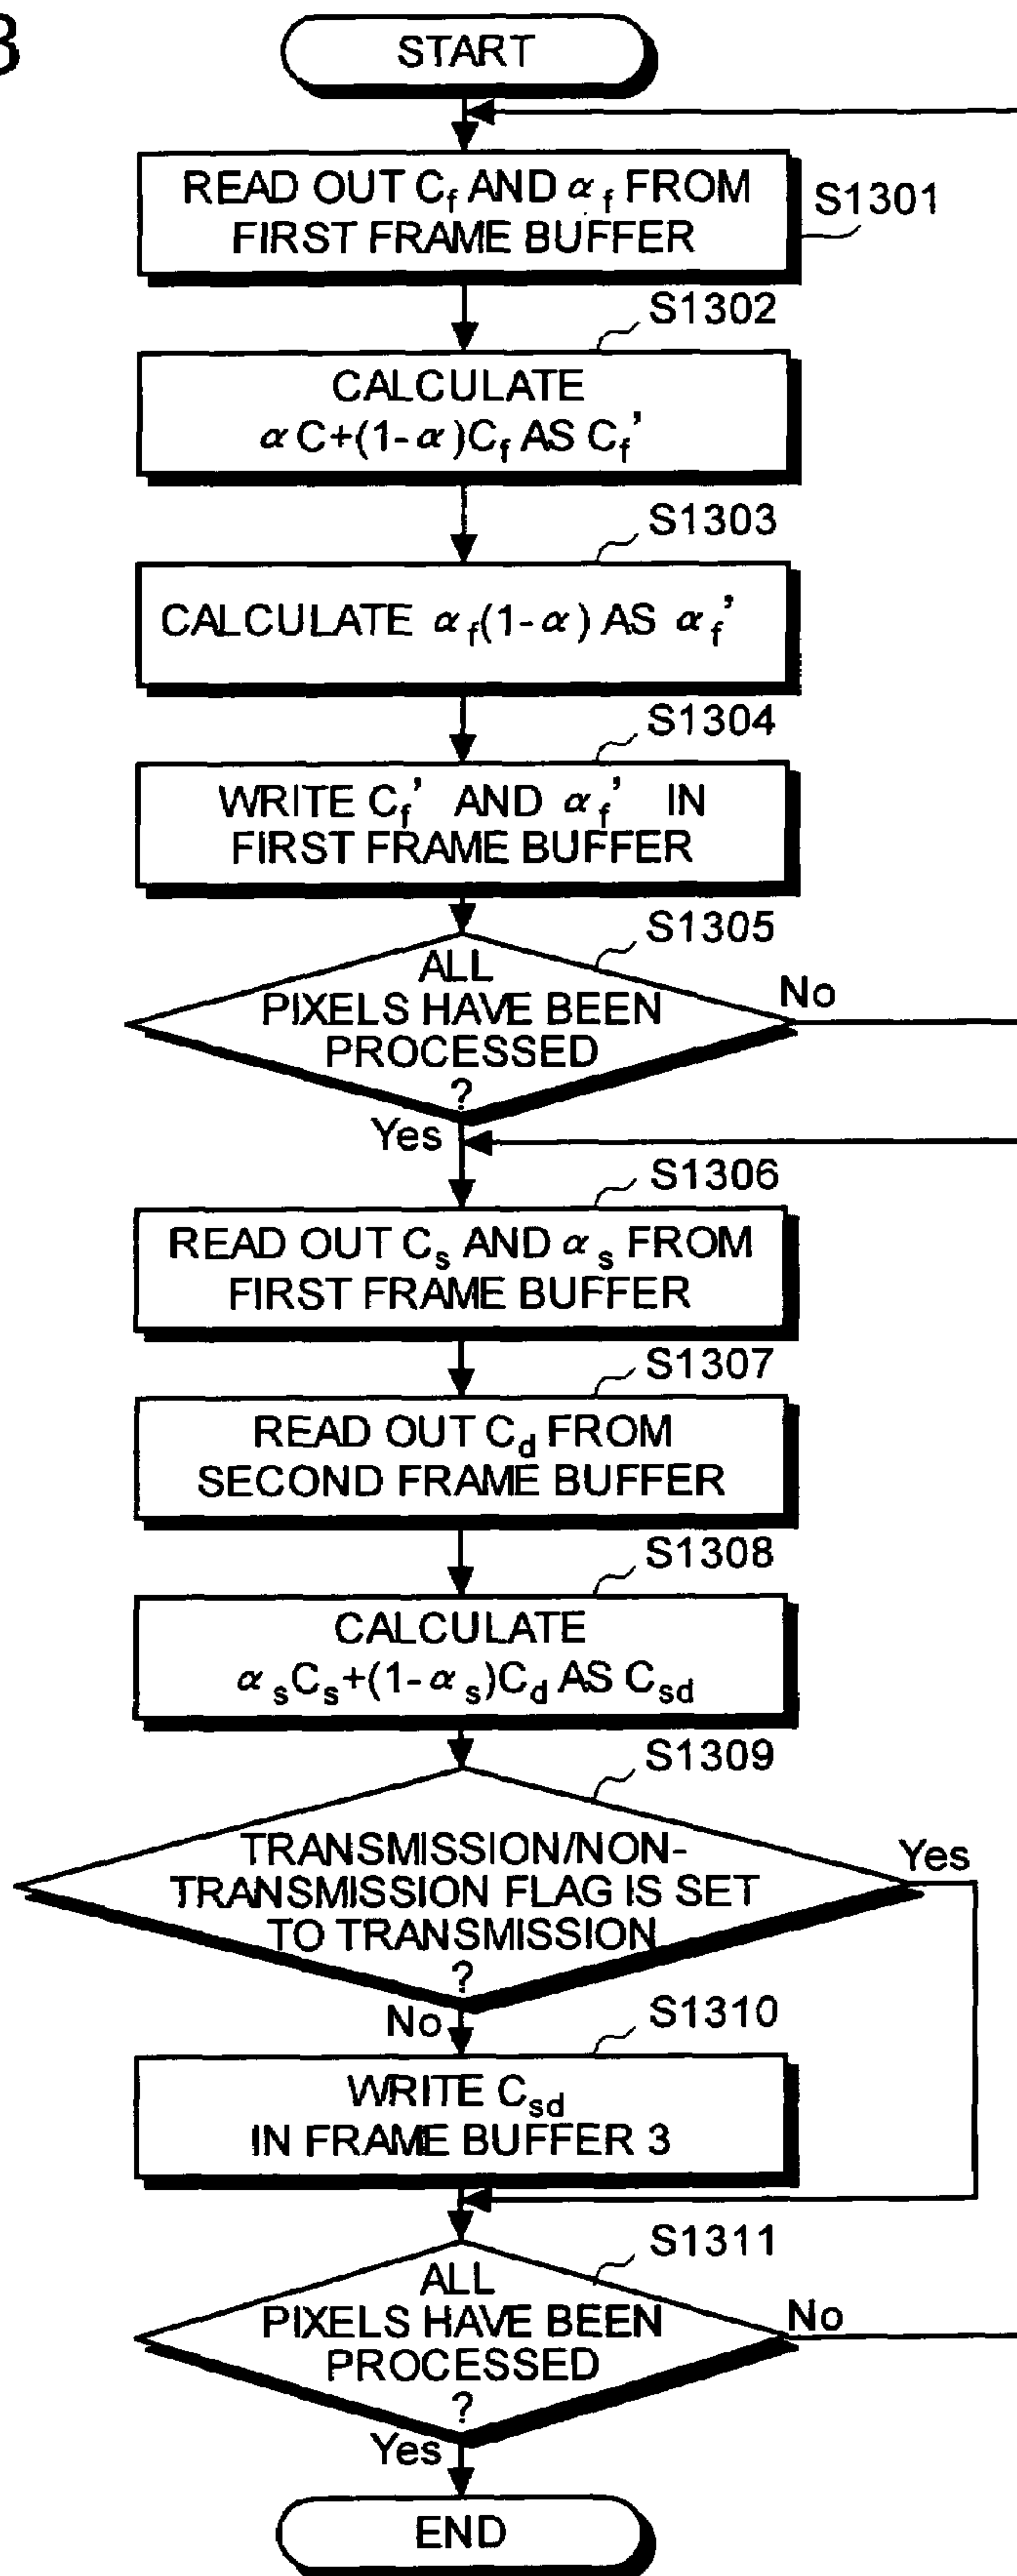 3
START
READ OUT Cf AND αf FROM
FIRST FRAME BUFFER
S1301
S1302
CALCULATE
αC+(1-α)Cf AS Cf'
S1303
CALCULATE αf(1-α) AS αf'
S1304
WRITE Cf' AND αf' IN
FIRST FRAME BUFFER
S1305
ALL
PIXELS HAVE BEEN
PROCESSED
?
No
Yes
S1306
READ OUT Cs AND αs FROM
FIRST FRAME BUFFER
S1307
READ OUT Cd FROM
SECOND FRAME BUFFER
S1308
CALCULATE
αsCs+(1-αs)Cd AS Csd
S1309
TRANSMISSION/NON-
TRANSMISSION FLAG IS SET
TO TRANSMISSION
?
Yes
No
S1310
WRITE Csd
IN FRAME BUFFER 3
S1311
ALL
PIXELS HAVE BEEN
PROCESSED
?
No
Yes
END